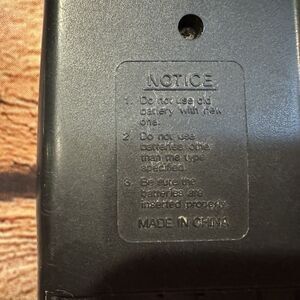 NOTICE
1. Do not use old
battery with new
one.
2. Do not use
batteries other
than the type
specified.
3. Be sure the
batteries are
inserted properly.
MADE IN CHINA